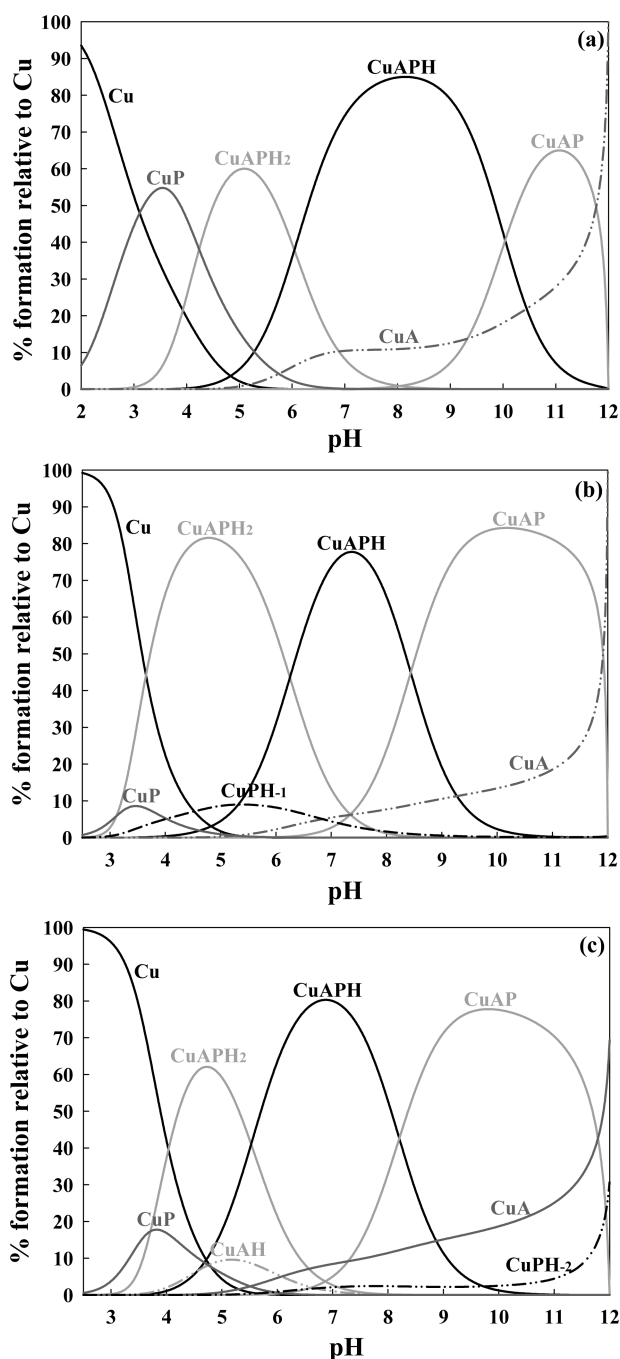 (a)
% formation relative to Cu
100
90
80
70
60
50
40
30
20
10
0
Cu
CuP
CuAPH2
CuAPH
CuAP
CuA
2 3 4 5 6 7 8 9 10 11 12
pH
(b)
% formation relative to Cu
100
90
80
70
60
50
40
30
20
10
0
Cu
CuAPH2
CuAPH
CuAP
CuP
CuPH-1
CuA
3 4 5 6 7 8 9 10 11 12
pH
(c)
% formation relative to Cu
100
90
80
70
60
50
40
30
20
10
0
Cu
CuAPH2
CuAPH
CuAP
CuP
CuAH
CuA
CuPH-2
3 4 5 6 7 8 9 10 11 12
pH